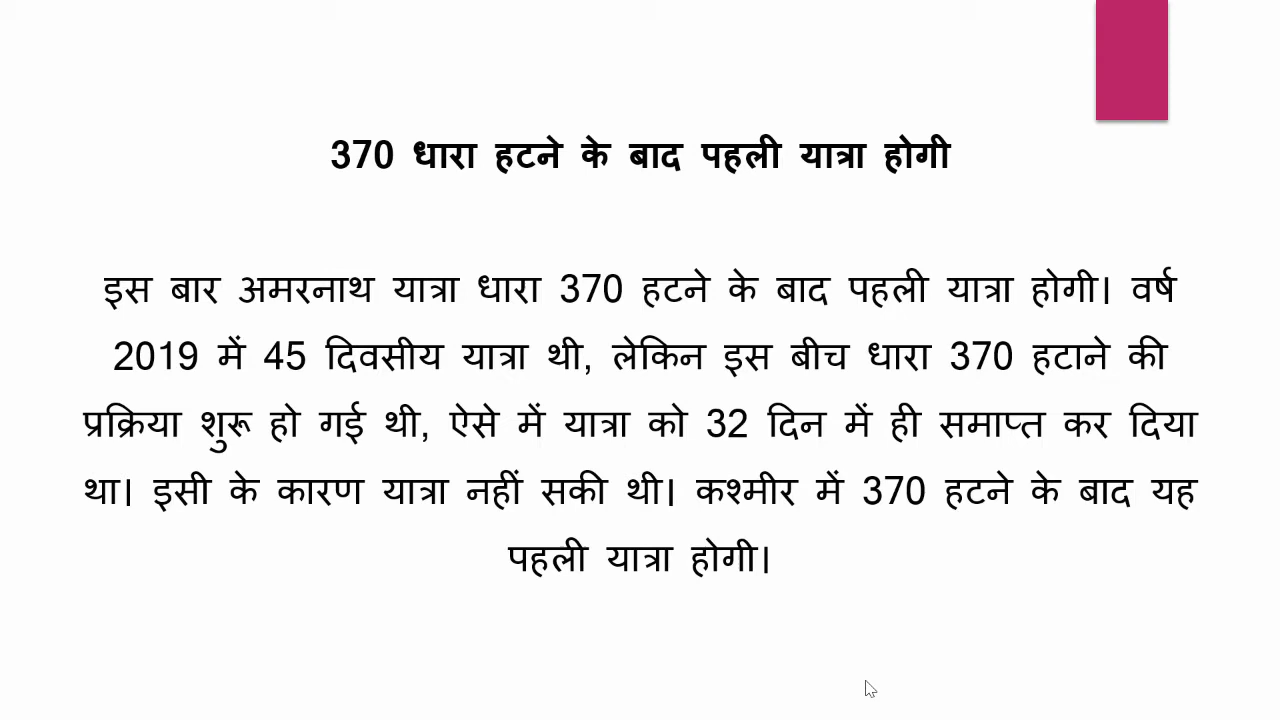 370 धारा हटने के बाद पहली यात्रा होगी
इस बार अमरनाथ यात्रा धारा 370 हटने के बाद पहली यात्रा होगी। वर्ष
2019 में 45 दिवसीय यात्रा थी, लेकिन इस बीच धारा 370 हटाने की
प्रक्रिया शुरू हो गई थी, ऐसे में यात्रा को 32 दिन में ही समाप्त कर दिया
था। इसी के कारण यात्रा नहीं सकी थी। कश्मीर में 370 हटने के बाद यह
पहली यात्रा होगी।